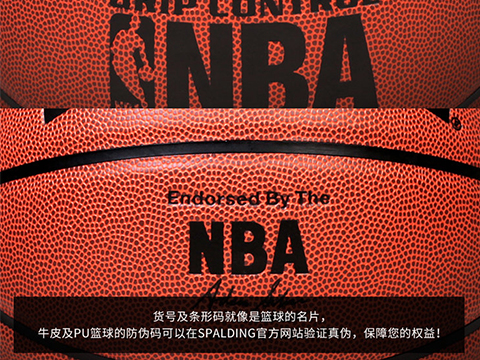 GRIP CONTROL
NBA
Endorsed By The
NBA
货号及条形码就像是篮球的名片，
牛皮及PU篮球的防伪码可以在SPALDING官方网站验证真伪，保障您的权益！